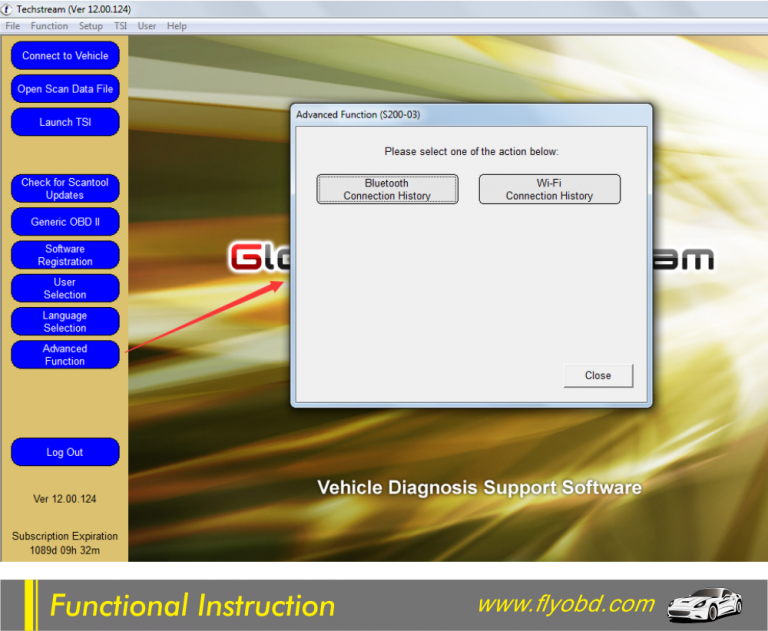 Techstream (Ver 12.00.124)
File Function Setup TSI User Help
Connect to Vehicle
Open Scan Data File
Launch TSI
Check for Scantool
Updates
Generic OBD II
Software
Registration
User
Selection
Language
Selection
Advanced
Function
Log Out
Ver 12.00.124
Subscription Expiration
1089d 09h 32m
Advanced Function (S200-03)
Please select one of the action below:
Bluetooth
Connection History
Wi-Fi
Connection History
Close
Vehicle Diagnosis Support Software
Functional Instruction
www.flyobd.com